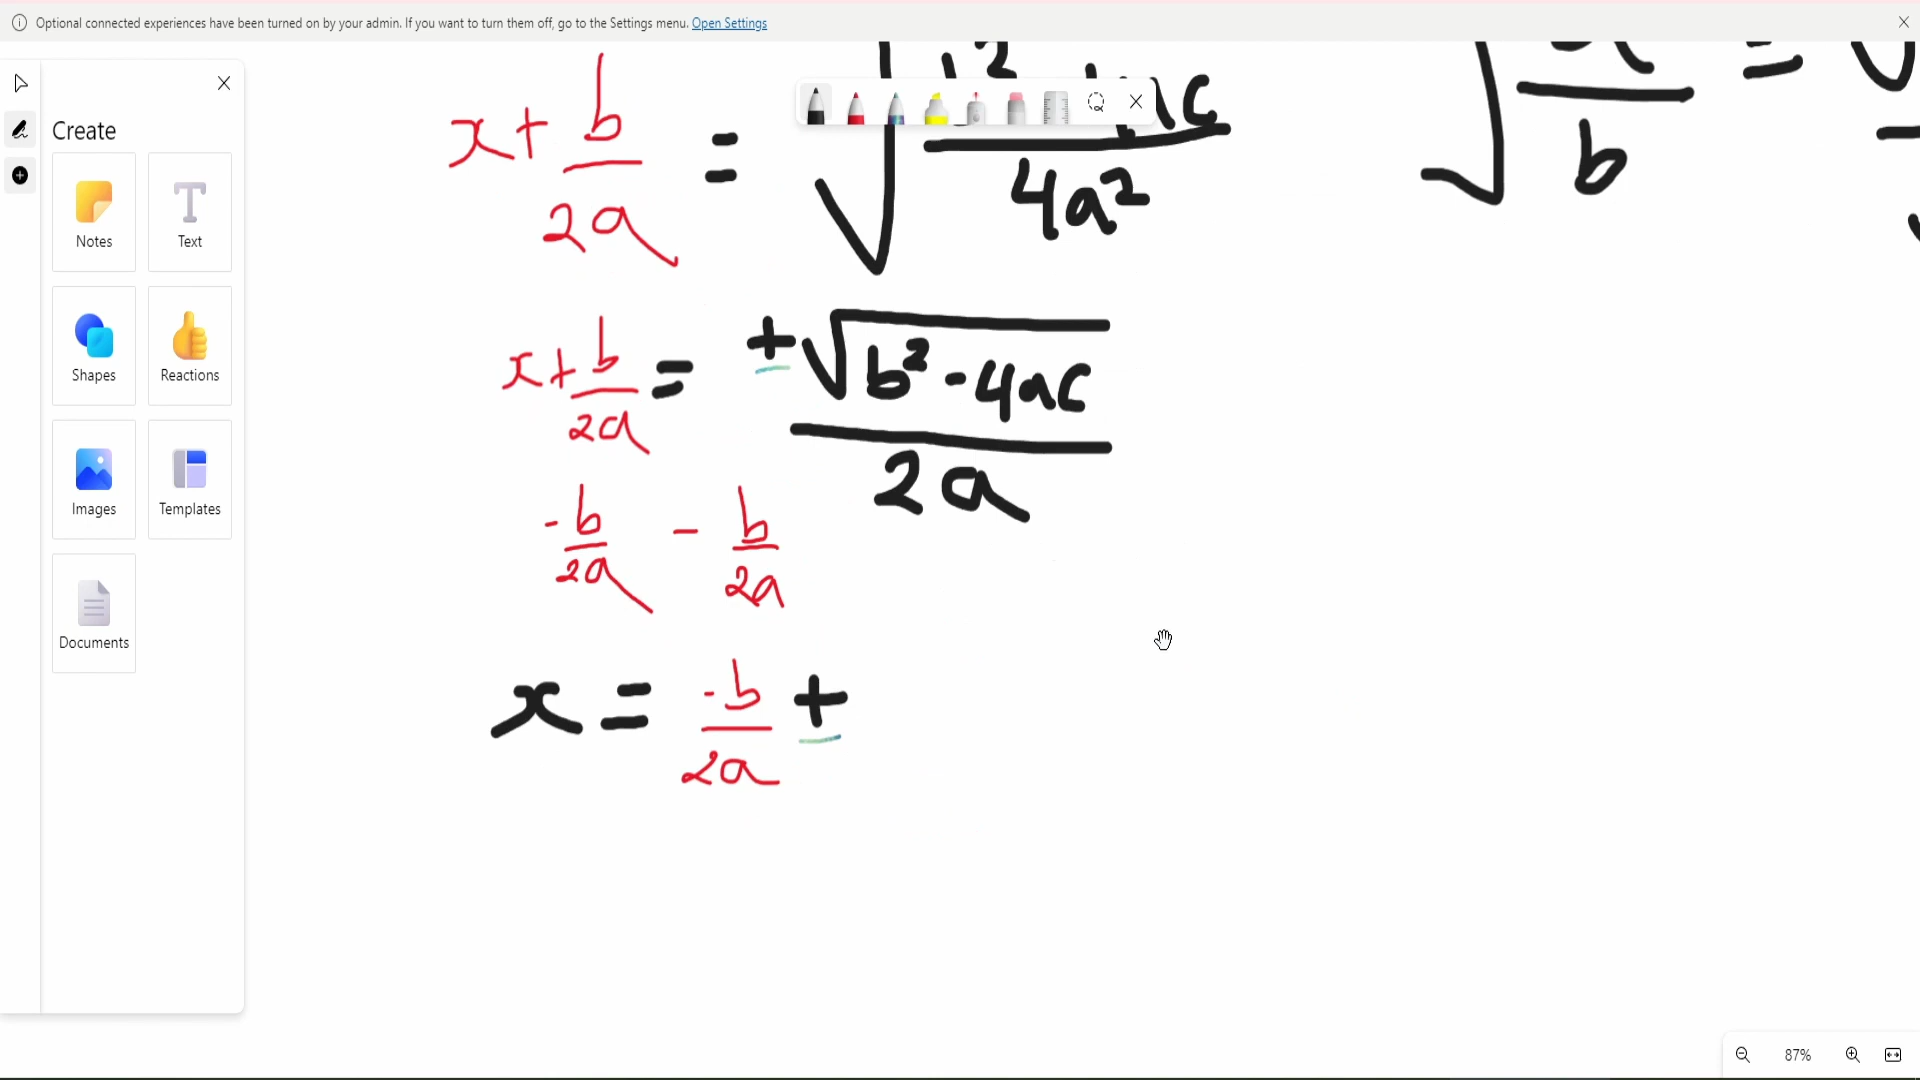 Optional connected experiences have been turned on by your admin. If you want to turn them off, go to the Settings menu. Open Settings
Create
Notes
Text
Shapes
Reactions
Images
Templates
Documents
x + b/2a = √ 4ac/4a²
√ /b =
x + b/2a = ±√b² - 4ac/2a
-b/2a - b/2a
x = -b/2a ±
87%